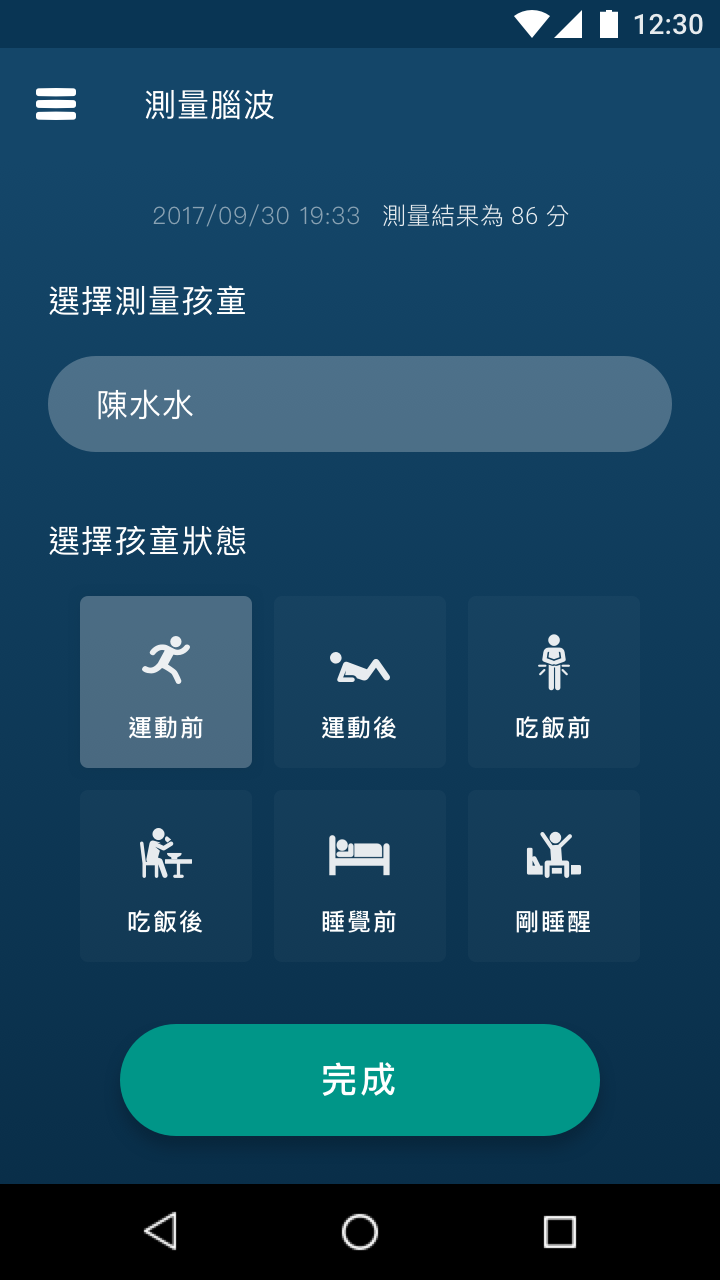 12:30
測量腦波
2017/09/30 19:33 測量結果為 86 分
選擇測量孩童
陳水水
選擇孩童狀態
運動前 運動後 吃飯前
吃飯後 睡覺前 剛睡醒
完成